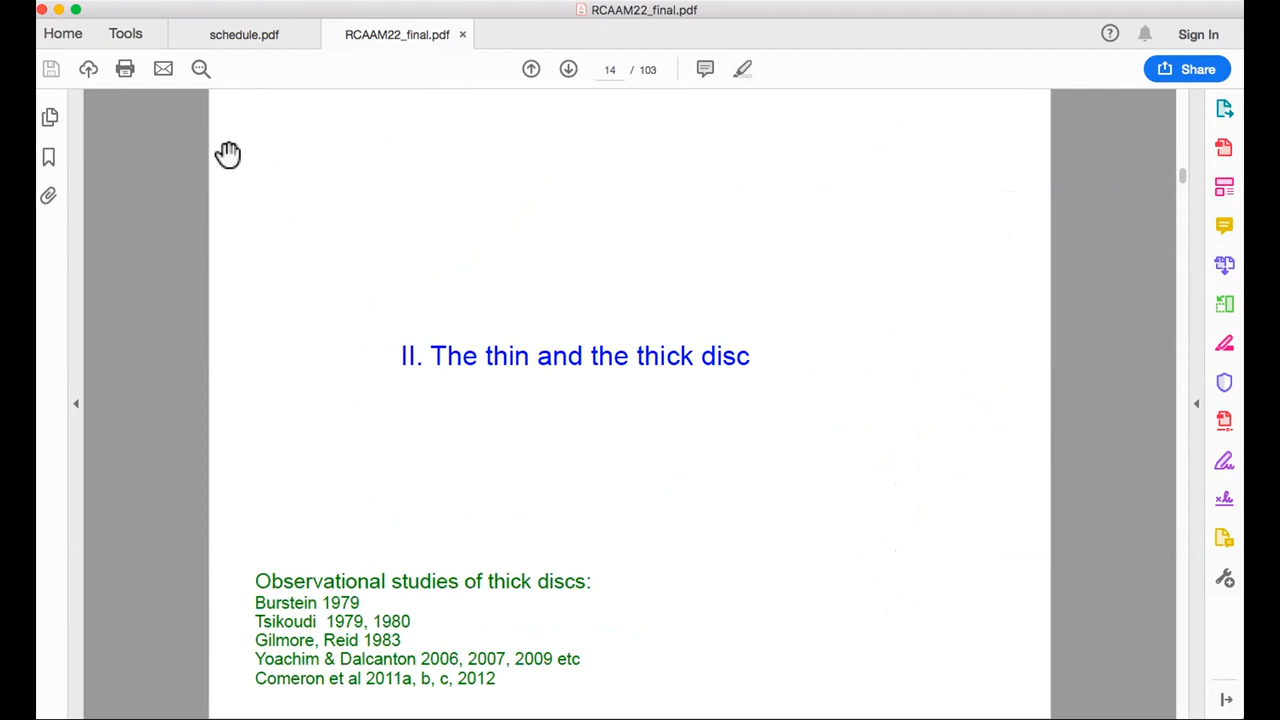 RCAAM22_final.pdf
Home Tools schedule.pdf RCAAM22_final.pdf × Sign In
14 / 103 Share
II. The thin and the thick disc
Observational studies of thick discs:
Burstein 1979
Tsikoudi 1979, 1980
Gilmore, Reid 1983
Yoachim & Dalcanton 2006, 2007, 2009 etc
Comeron et al 2011a, b, c, 2012